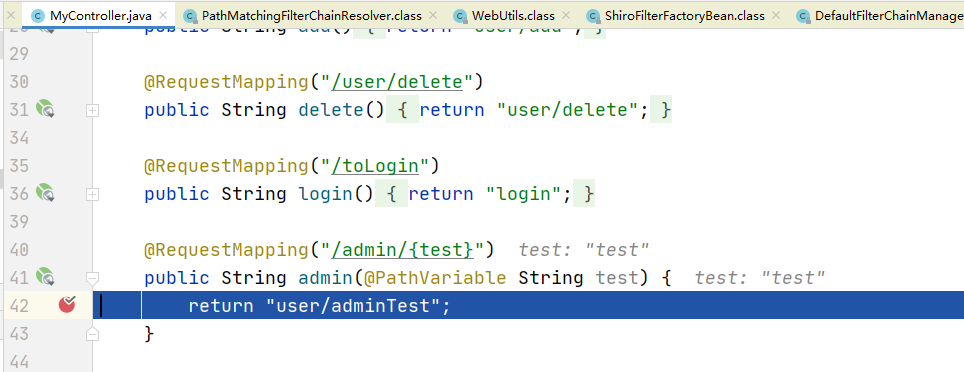 MyController.java PathMatchingFilterChainResolver.class WebUtils.class ShiroFilterFactoryBean.class DefaultFilterChainManage
28 public String add() { return "user/add"; }
29
30 @RequestMapping("/user/delete")
31 public String delete() { return "user/delete"; }
34
35 @RequestMapping("/toLogin")
36 public String login() { return "login"; }
39
40 @RequestMapping("/admin/{test}") test: "test"
41 public String admin(@PathVariable String test) { test: "test"
42 return "user/adminTest";
43 }
44